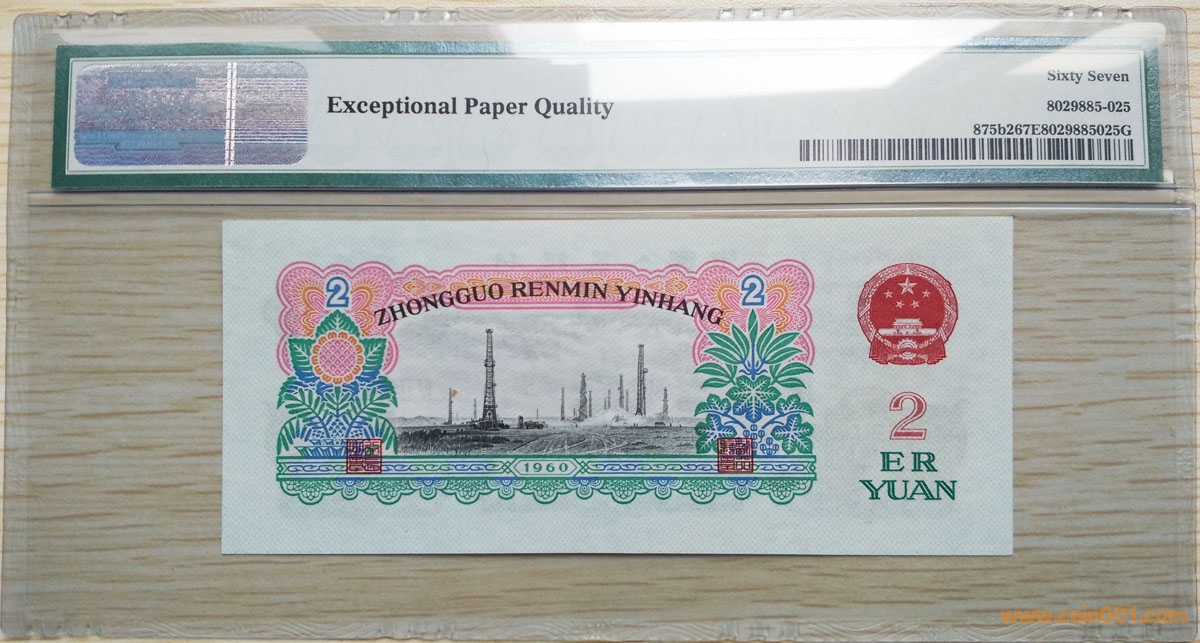 Exceptional Paper Quality
Sixty Seven
8029885-025
875b267E8029885025G
2
ZHONGGUO RENMIN YINHANG
2
1960
2
ER
YUAN
www.coin001.com